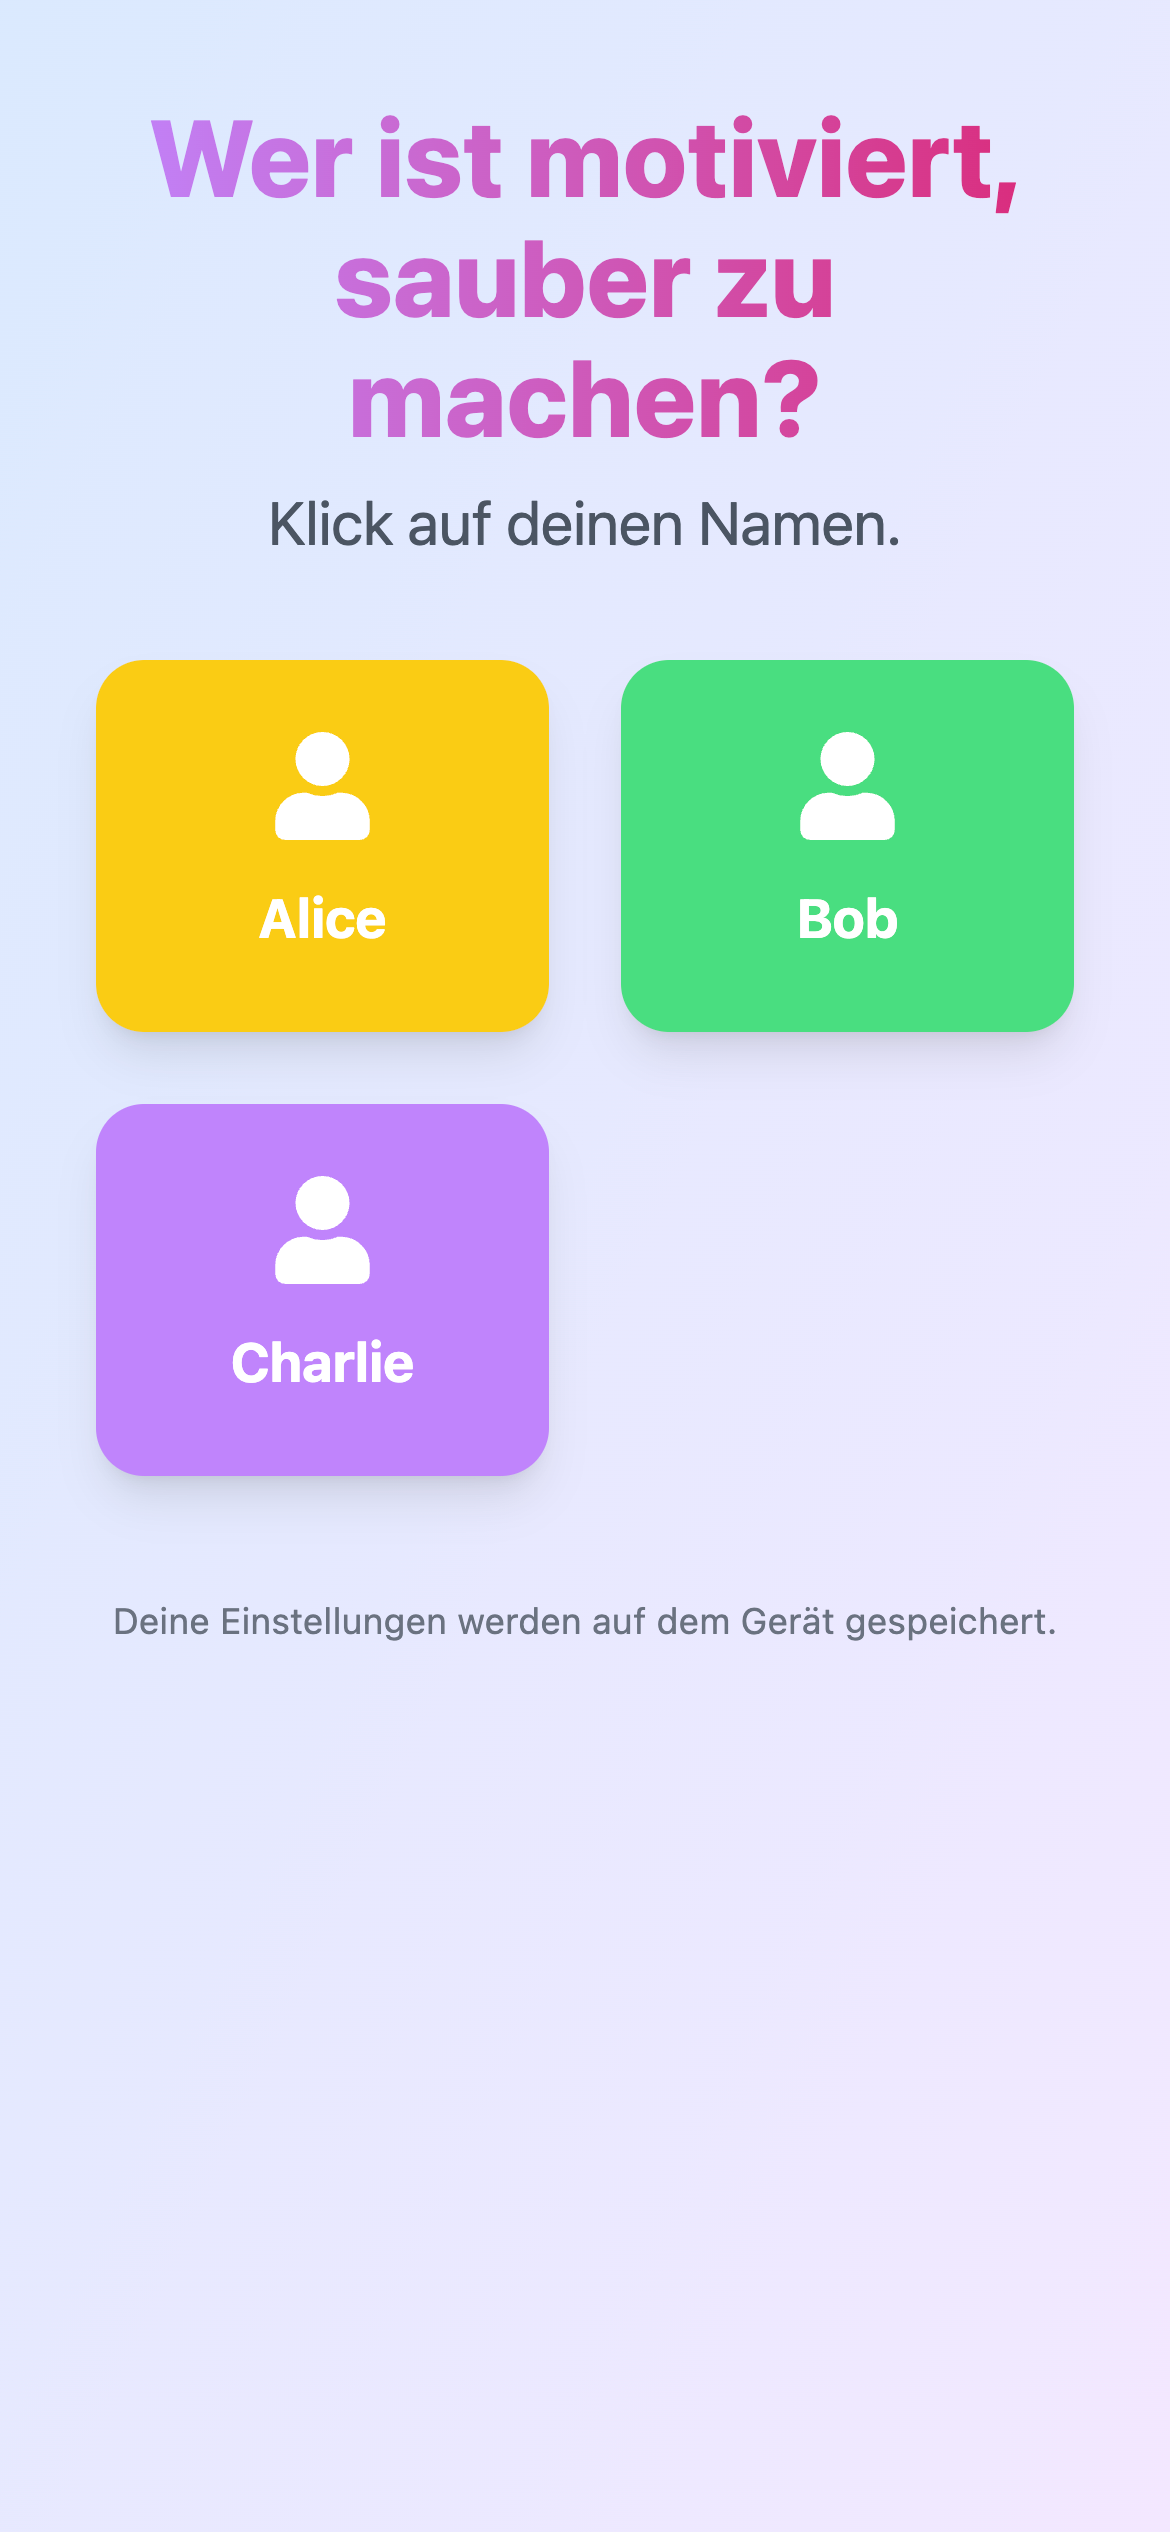 Wer ist motiviert,
sauber zu
machen?
Klick auf deinen Namen.
Alice
Bob
Charlie
Deine Einstellungen werden auf dem Gerät gespeichert.